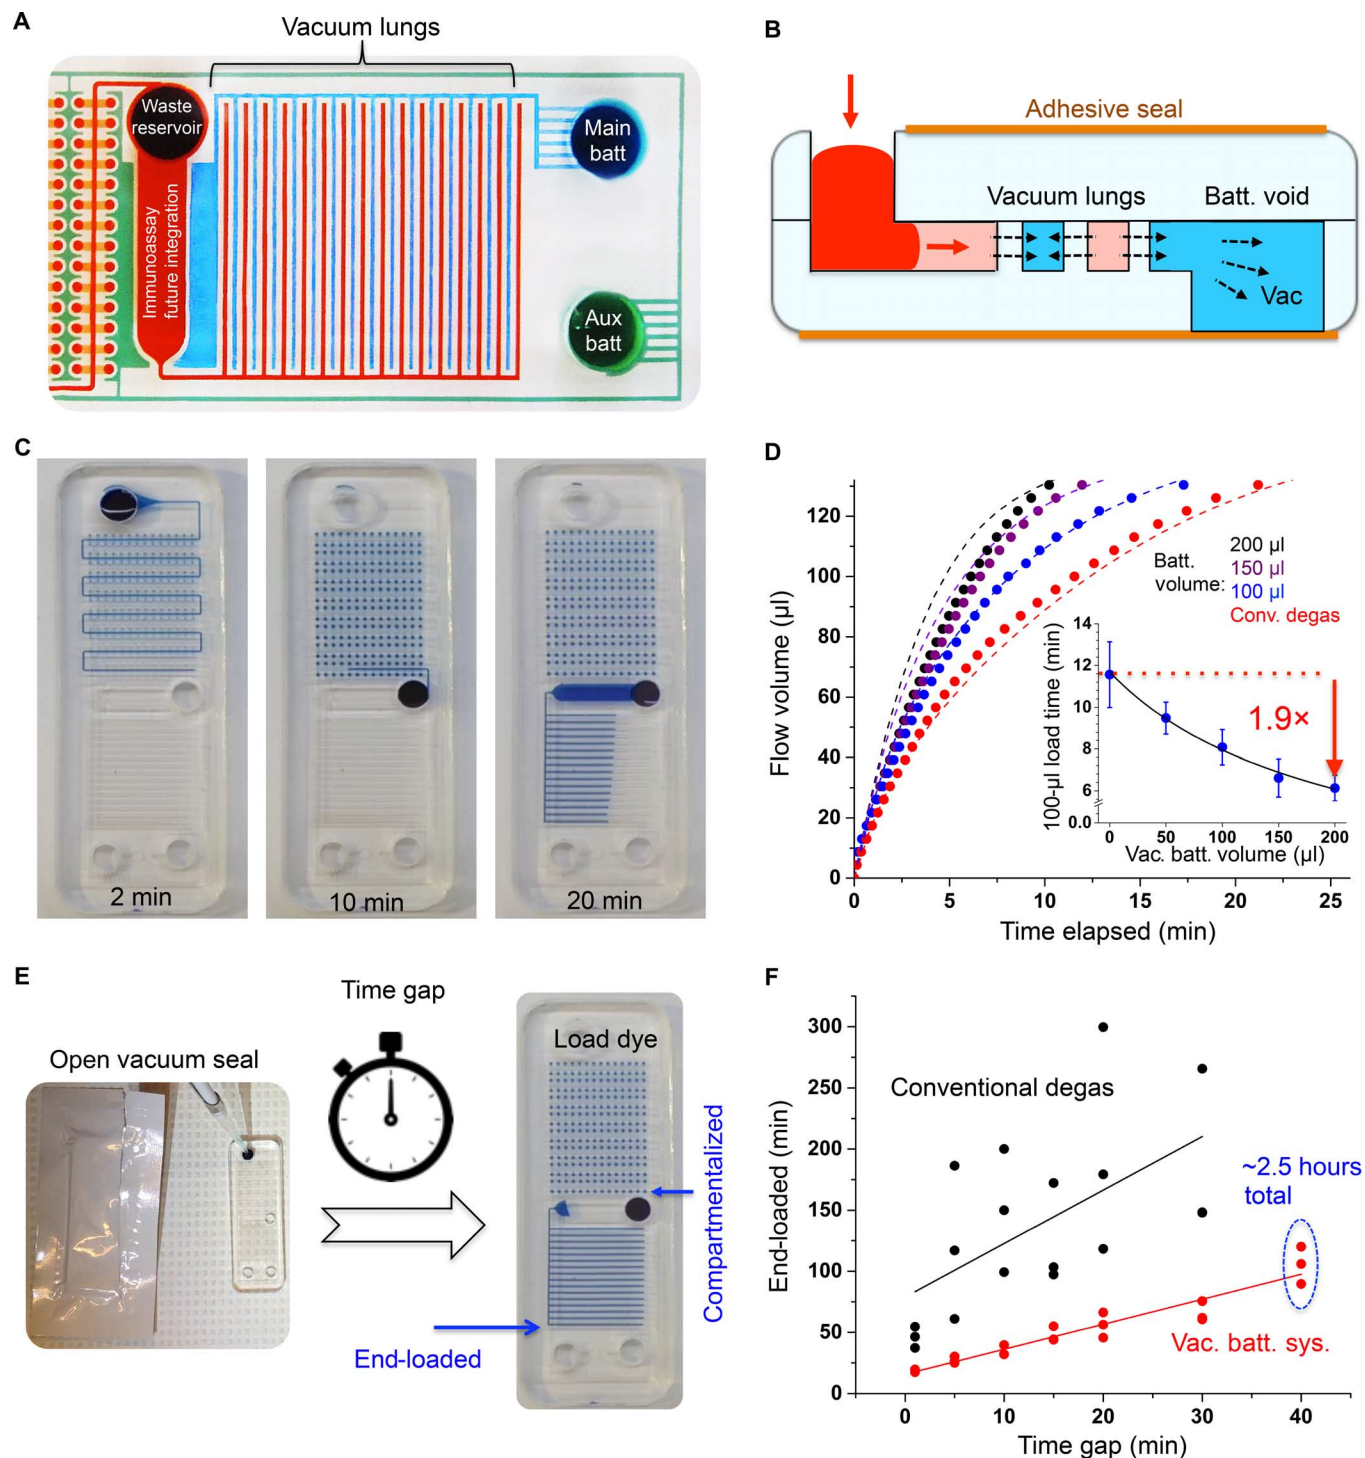 A
Vacuum lungs
Waste
reservoir
Immunoassay
future integration
Main
batt
Aux
batt
B
Adhesive seal
Vacuum lungs
Batt. void
Vac
C
2 min
10 min
20 min
D
Flow volume (µl)
120
100
80
60
40
20
0
0
5
10
15
20
25
Time elapsed (min)
Batt.
volume:
200 µl
150 µl
100 µl
Conv. degas
100-µl load time (min)
14
12
10
8
6
0.0
1.9×
0
50
100
150
200
Vac. batt. volume (µl)
E
Open vacuum seal
Time gap
Load dye
Compartmentalized
End-loaded
F
End-loaded (min)
300
250
200
150
100
50
0
Conventional degas
~2.5 hours
total
Vac. batt. sys.
0
10
20
30
40
Time gap (min)